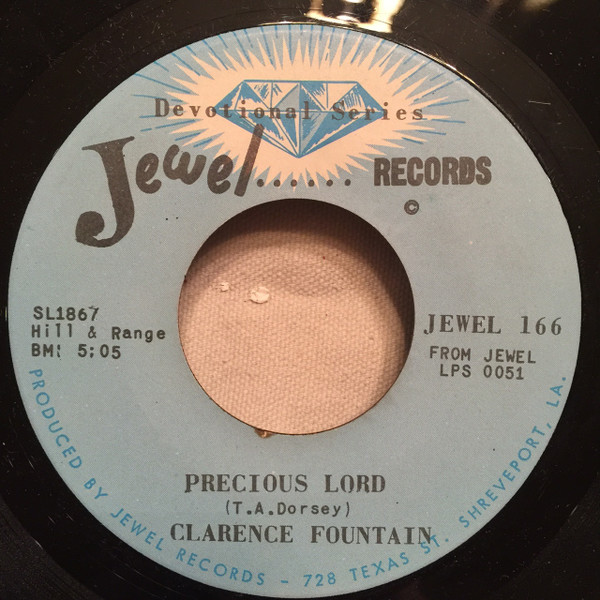 Devotional Series
Jewel...... RECORDS
©
SL1867
Hill & Range
BMI 5:05
JEWEL 166
FROM JEWEL
LPS 0051
PRECIOUS LORD
(T.A.Dorsey)
CLARENCE FOUNTAIN
PRODUCED BY JEWEL RECORDS - 728 TEXAS ST. SHREVEPORT, LA.